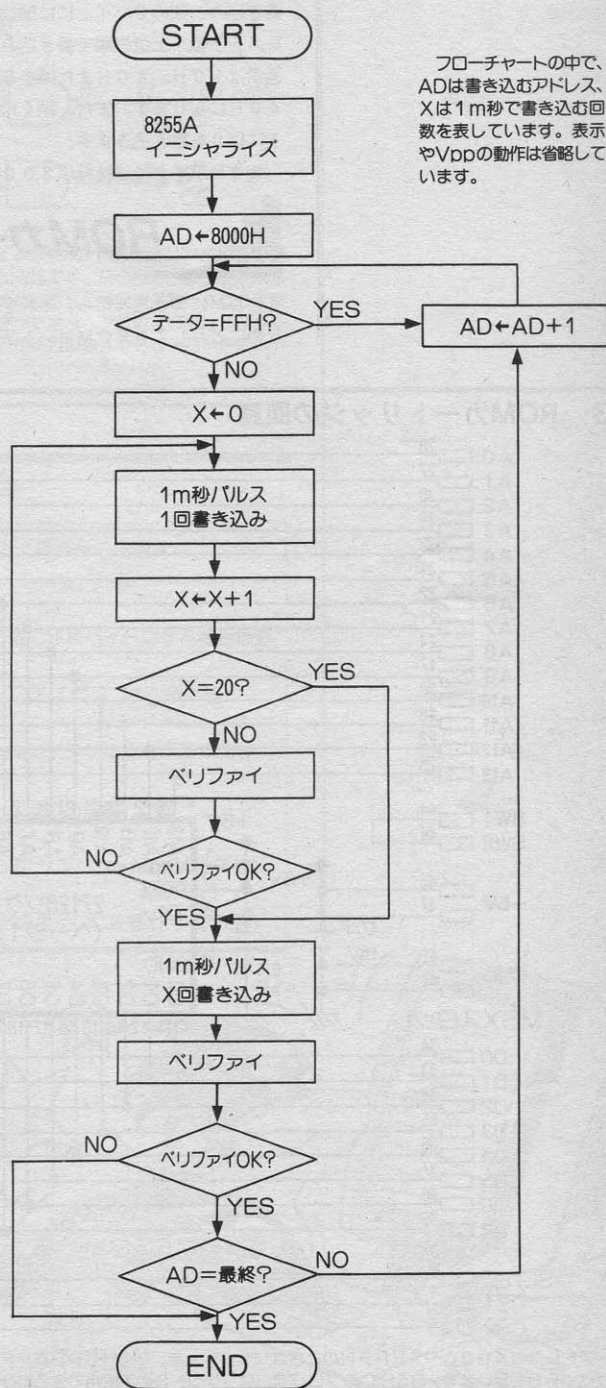 START
フローチャートの中で、
ADは書き込むアドレス、
Xは1m秒で書き込む回
数を表しています。表示
やVppの動作は省略して
います。
8255A
イニシャライズ
AD←8000H
データ=FFH?
YES
AD←AD+1
NO
X←0
1m秒パルス
1回書き込み
X←X+1
X=20?
YES
NO
ベリファイ
NO
ベリファイOK?
YES
1m秒パルス
X回書き込み
ベリファイ
NO
ベリファイOK?
YES
AD=最終?
NO
YES
END